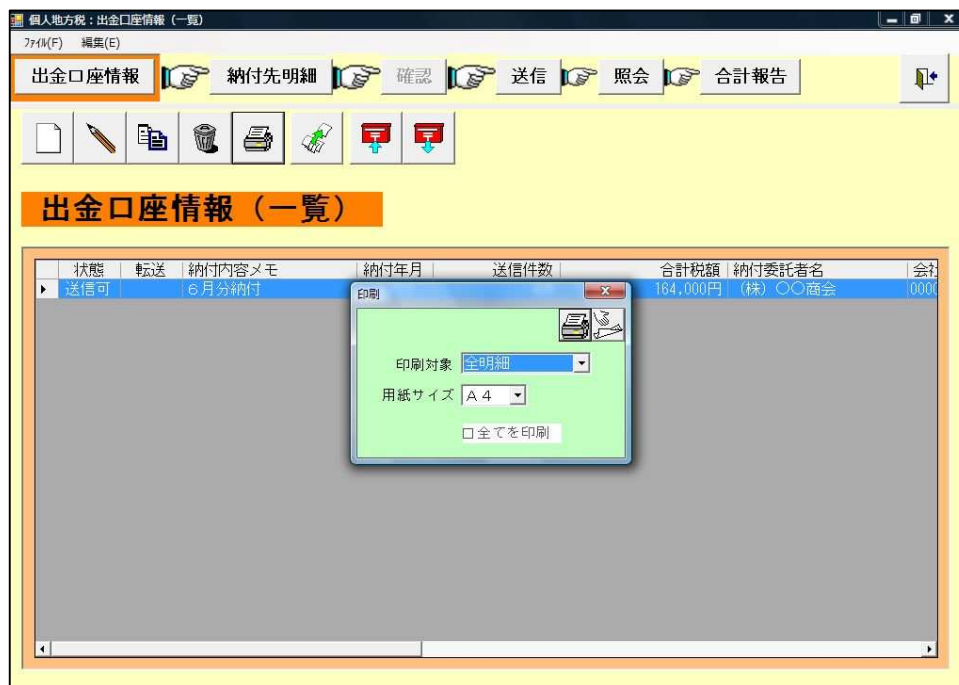 個人地方税：出金口座情報（一覧）
ﾌｧｲﾙ(F) 編集(E)
出金口座情報 納付先明細 確認 送信 照会 合計報告
出金口座情報（一覧）
状態 転送 納付内容メモ 納付年月 送信件数 合計税額 納付委託者名 会社
送信可 ６月分納付 164,000円 （株）〇〇商会 0000
印刷
印刷対象 全明細
用紙サイズ Ａ４
全てを印刷